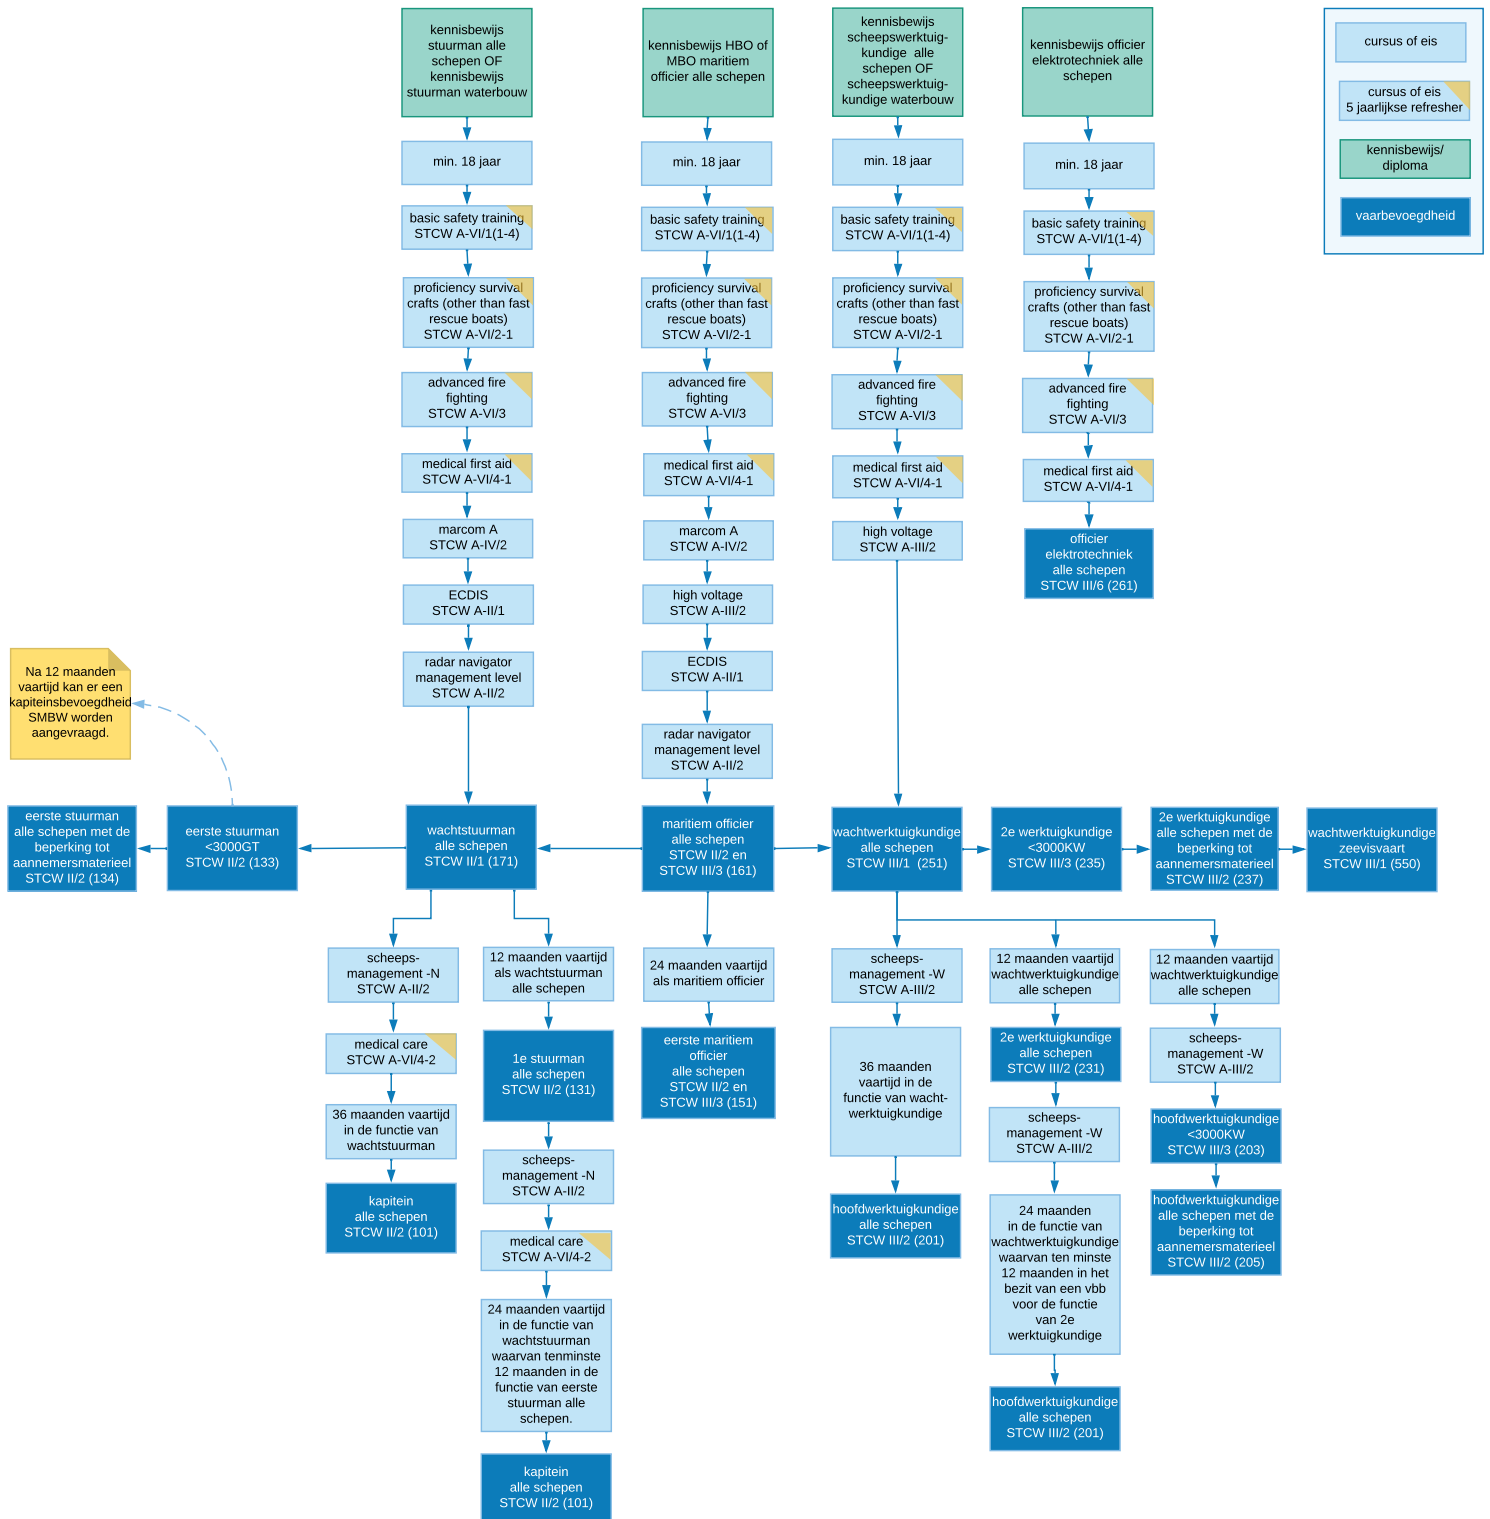 kennisbewijs
stuurman alle
schepen OF
kennisbewijs
stuurman waterbouw
min. 18 jaar
basic safety training
STCW A-VI/1(1-4)
proficiency survival
crafts (other than fast
rescue boats)
STCW A-VI/2-1
advanced fire
fighting
STCW A-VI/3
medical first aid
STCW A-VI/4-1
marcom A
STCW A-IV/2
ECDIS
STCW A-II/1
radar navigator
management level
STCW A-II/2
kennisbewijs HBO of
MBO maritiem
officier alle schepen
min. 18 jaar
basic safety training
STCW A-VI/1(1-4)
proficiency survival
crafts (other than fast
rescue boats)
STCW A-VI/2-1
advanced fire
fighting
STCW A-VI/3
medical first aid
STCW A-VI/4-1
marcom A
STCW A-IV/2
high voltage
STCW A-III/2
ECDIS
STCW A-II/1
radar navigator
management level
STCW A-II/2
kennisbewijs
scheepswerktuig-
kundige alle
schepen OF
scheepswerktuig-
kundige waterbouw
min. 18 jaar
basic safety training
STCW A-VI/1(1-4)
proficiency survival
crafts (other than fast
rescue boats)
STCW A-VI/2-1
advanced fire
fighting
STCW A-VI/3
medical first aid
STCW A-VI/4-1
high voltage
STCW A-III/2
kennisbewijs officier
elektrotechniek alle
schepen
min. 18 jaar
basic safety training
STCW A-VI/1(1-4)
proficiency survival
crafts (other than fast
rescue boats)
STCW A-VI/2-1
advanced fire
fighting
STCW A-VI/3
medical first aid
STCW A-VI/4-1
officier
elektrotechniek
alle schepen
STCW III/6 (261)
cursus of eis
cursus of eis
5 jaarlijkse refresher
kennisbewijs/
diploma
vaarbevoegdheid
Na 12 maanden
vaartijd kan er een
kapiteinsbevoegdheid
SMBW worden
aangevraagd.
eerste stuurman
alle schepen met de
beperking tot
aannemersmaterieel
STCW II/2 (134)
eerste stuurman
<3000GT
STCW II/2 (133)
wachtstuurman
alle schepen
STCW II/1 (171)
maritiem officier
alle schepen
STCW II/2 en
STCW III/3 (161)
wachtwerktuigkundige
alle schepen
STCW III/1 (251)
2e werktuigkundige
<3000KW
STCW III/3 (235)
2e werktuigkundige
alle schepen met de
beperking tot
aannemersmaterieel
STCW III/2 (237)
wachtwerktuigkundige
zeevisvaart
STCW III/1 (550)
scheeps-
management -N
STCW A-II/2
medical care
STCW A-VI/4-2
36 maanden vaartijd
in de functie van
wachtstuurman
kapitein
alle schepen
STCW II/2 (101)
12 maanden vaartijd
als wachtstuurman
alle schepen
1e stuurman
alle schepen
STCW II/2 (131)
scheeps-
management -N
STCW A-II/2
medical care
STCW A-VI/4-2
24 maanden vaartijd
in de functie van
wachtstuurman
waarvan tenminste
12 maanden in de
functie van eerste
stuurman alle
schepen.
kapitein
alle schepen
STCW II/2 (101)
24 maanden vaartijd
als maritiem officier
eerste maritiem
officier
alle schepen
STCW II/2 en
STCW III/3 (151)
scheeps-
management -W
STCW A-III/2
36 maanden
vaartijd in de
functie van wacht-
werktuigkundige
hoofdwerktuigkundige
alle schepen
STCW III/2 (201)
12 maanden vaartijd
wachtwerktuigkundige
alle schepen
2e werktuigkundige
alle schepen
STCW III/2 (231)
scheeps-
management -W
STCW A-III/2
24 maanden
in de functie van
wachtwerktuigkundige
waarvan ten minste
12 maanden in het
bezit van een vbb
voor de functie
van 2e
werktuigkundige
hoofdwerktuigkundige
alle schepen
STCW III/2 (201)
12 maanden vaartijd
wachtwerktuigkundige
alle schepen
scheeps-
management -W
STCW A-III/2
hoofdwerktuigkundige
<3000KW
STCW III/3 (203)
hoofdwerktuigkundige
alle schepen met de
beperking tot
aannemersmaterieel
STCW III/2 (205)